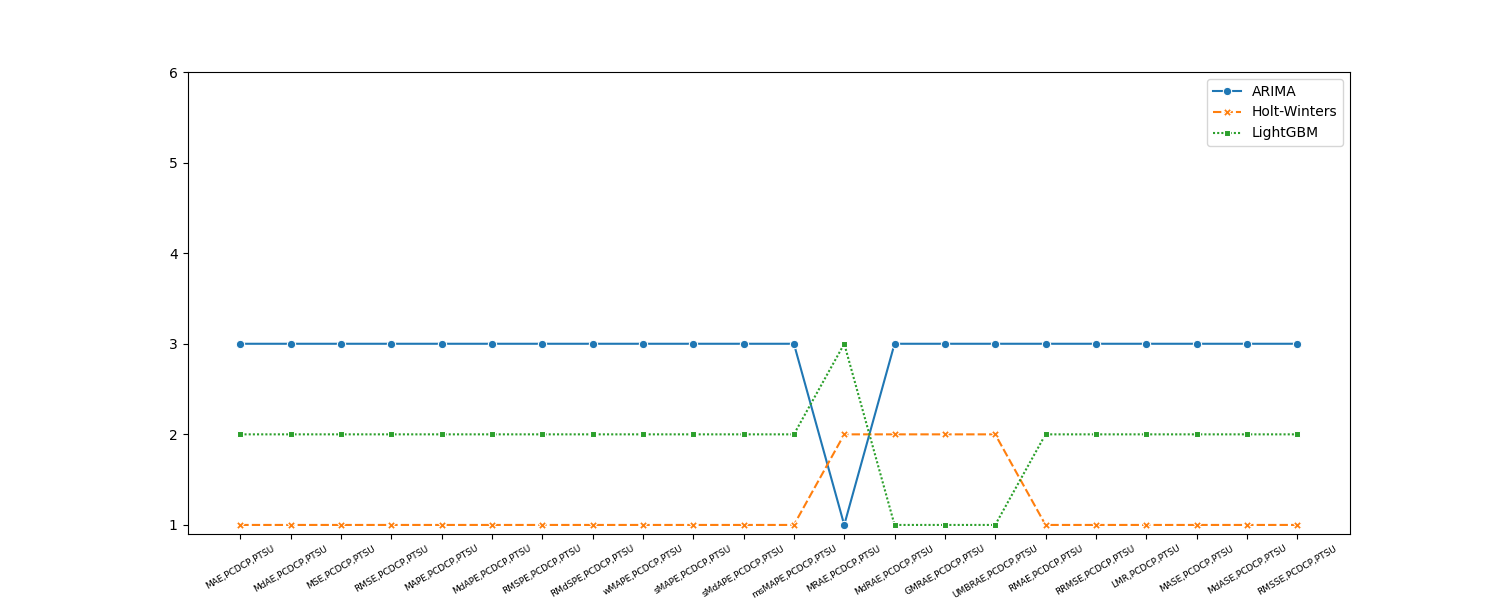 6
5
4
3
2
1
ARIMA
Holt-Winters
LightGBM
MAE,PCDCP,PTSU
MdAE,PCDCP,PTSU
MSE,PCDCP,PTSU
RMSE,PCDCP,PTSU
MAPE,PCDCP,PTSU
MdAPE,PCDCP,PTSU
RMSPE,PCDCP,PTSU
RMdSPE,PCDCP,PTSU
wMAPE,PCDCP,PTSU
sMAPE,PCDCP,PTSU
sMdAPE,PCDCP,PTSU
msMAPE,PCDCP,PTSU
MRAE,PCDCP,PTSU
MdRAE,PCDCP,PTSU
GMRAE,PCDCP,PTSU
UMBRAE,PCDCP,PTSU
RMAE,PCDCP,PTSU
RRMSE,PCDCP,PTSU
LMR,PCDCP,PTSU
MASE,PCDCP,PTSU
MdASE,PCDCP,PTSU
RMSSE,PCDCP,PTSU